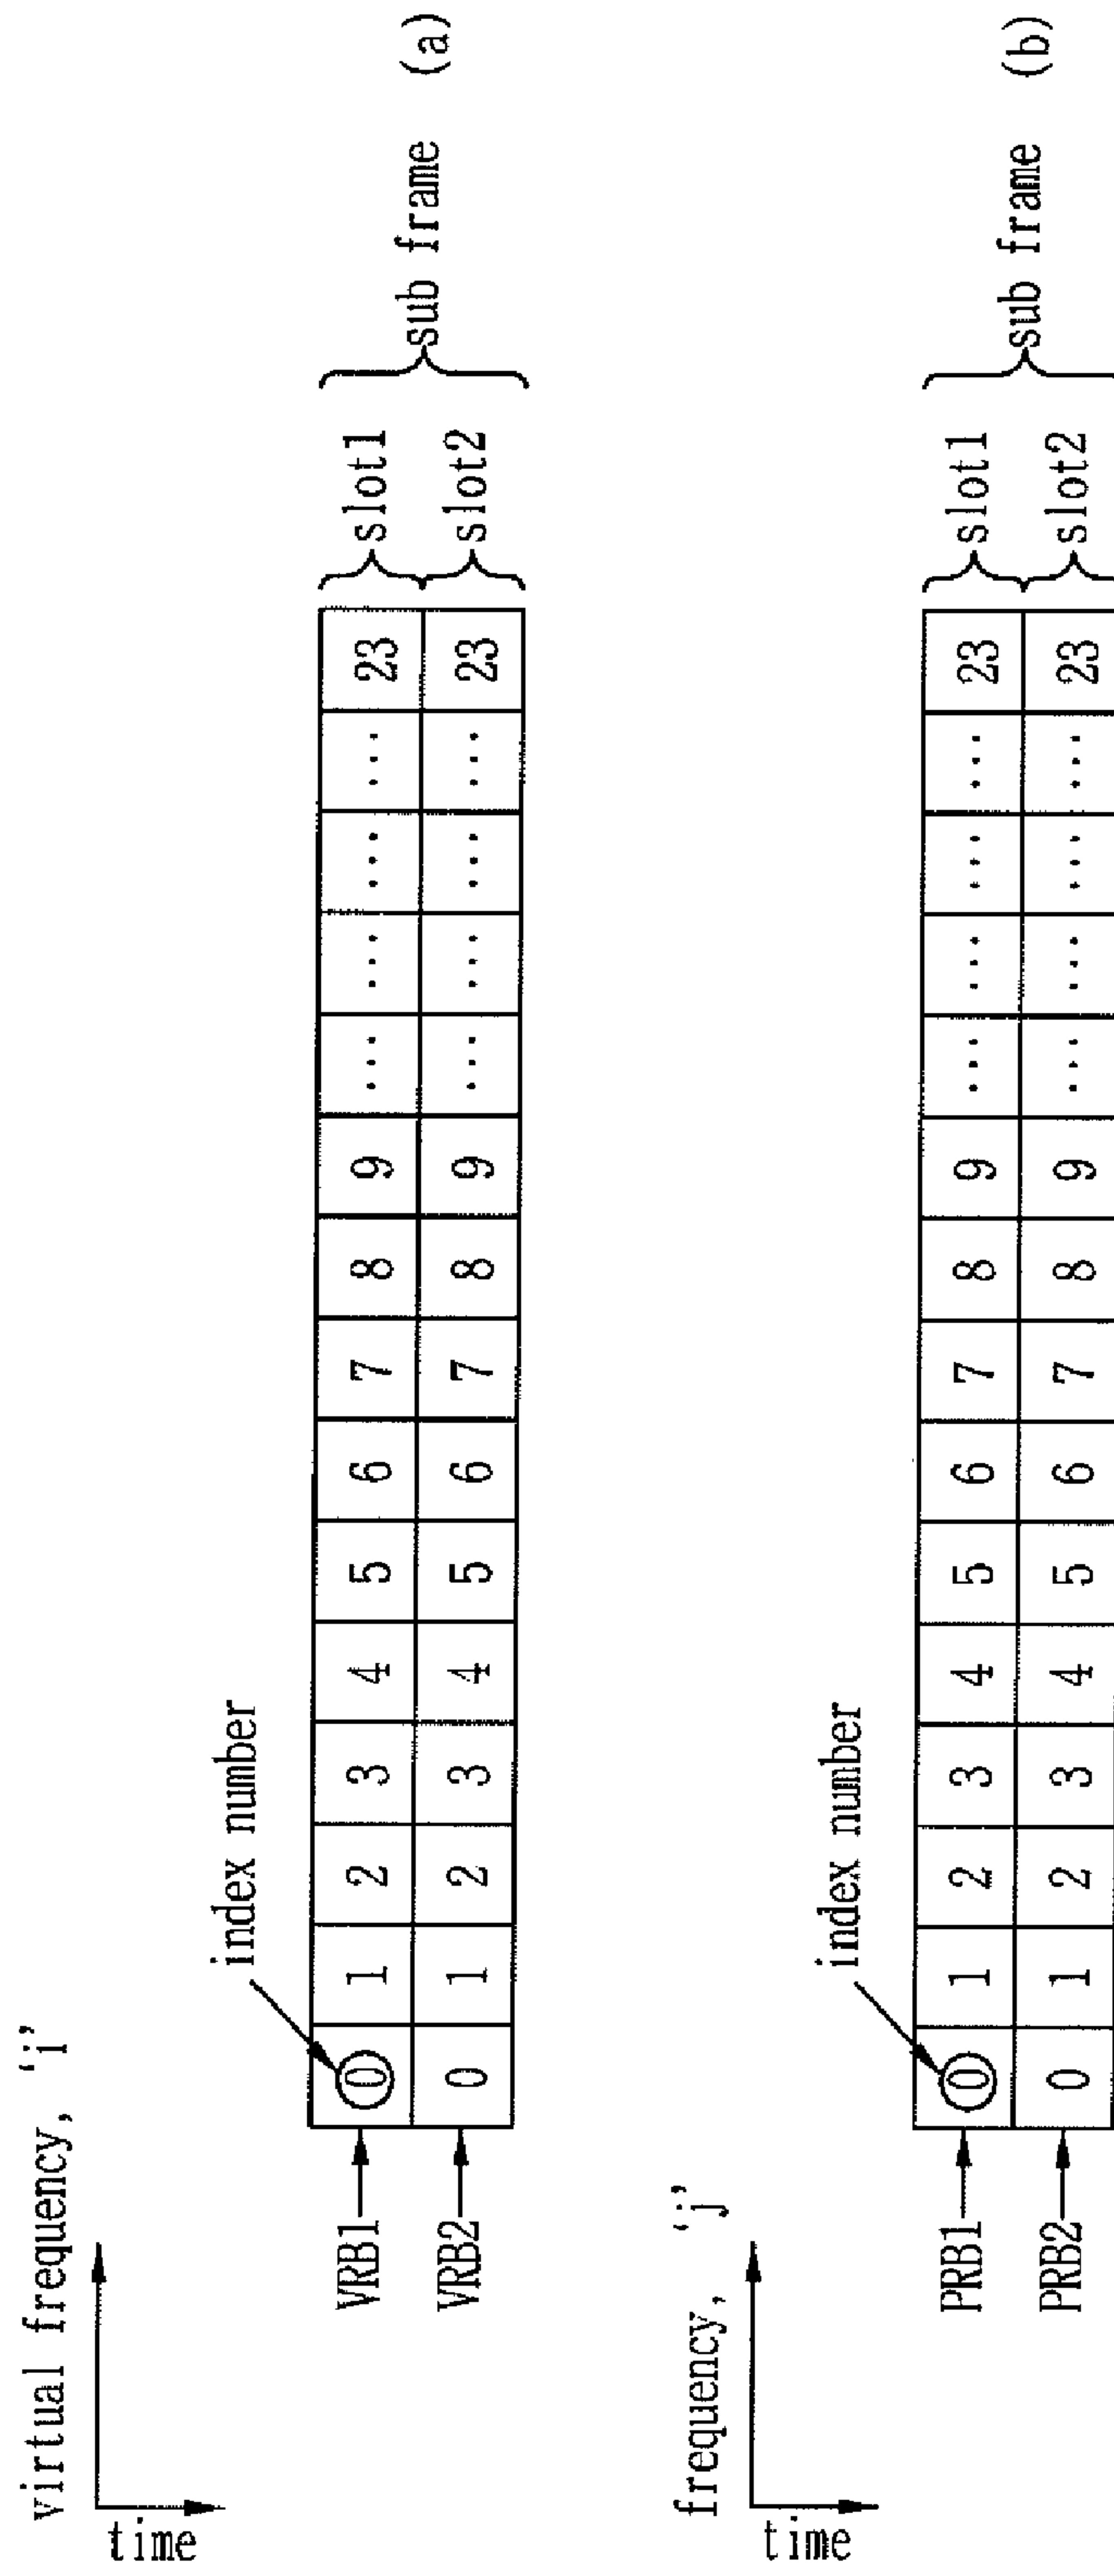 virtual frequency, 'i'
time
index number
VRB1 0 1 2 3 4 5 6 7 8 9 ... ... ... ... 23 slot1
VRB2 0 1 2 3 4 5 6 7 8 9 ... ... ... ... 23 slot2
sub frame (a)
frequency, 'j'
time
index number
PRB1 0 1 2 3 4 5 6 7 8 9 ... ... ... ... 23 slot1
PRB2 0 1 2 3 4 5 6 7 8 9 ... ... ... ... 23 slot2
sub frame (b)